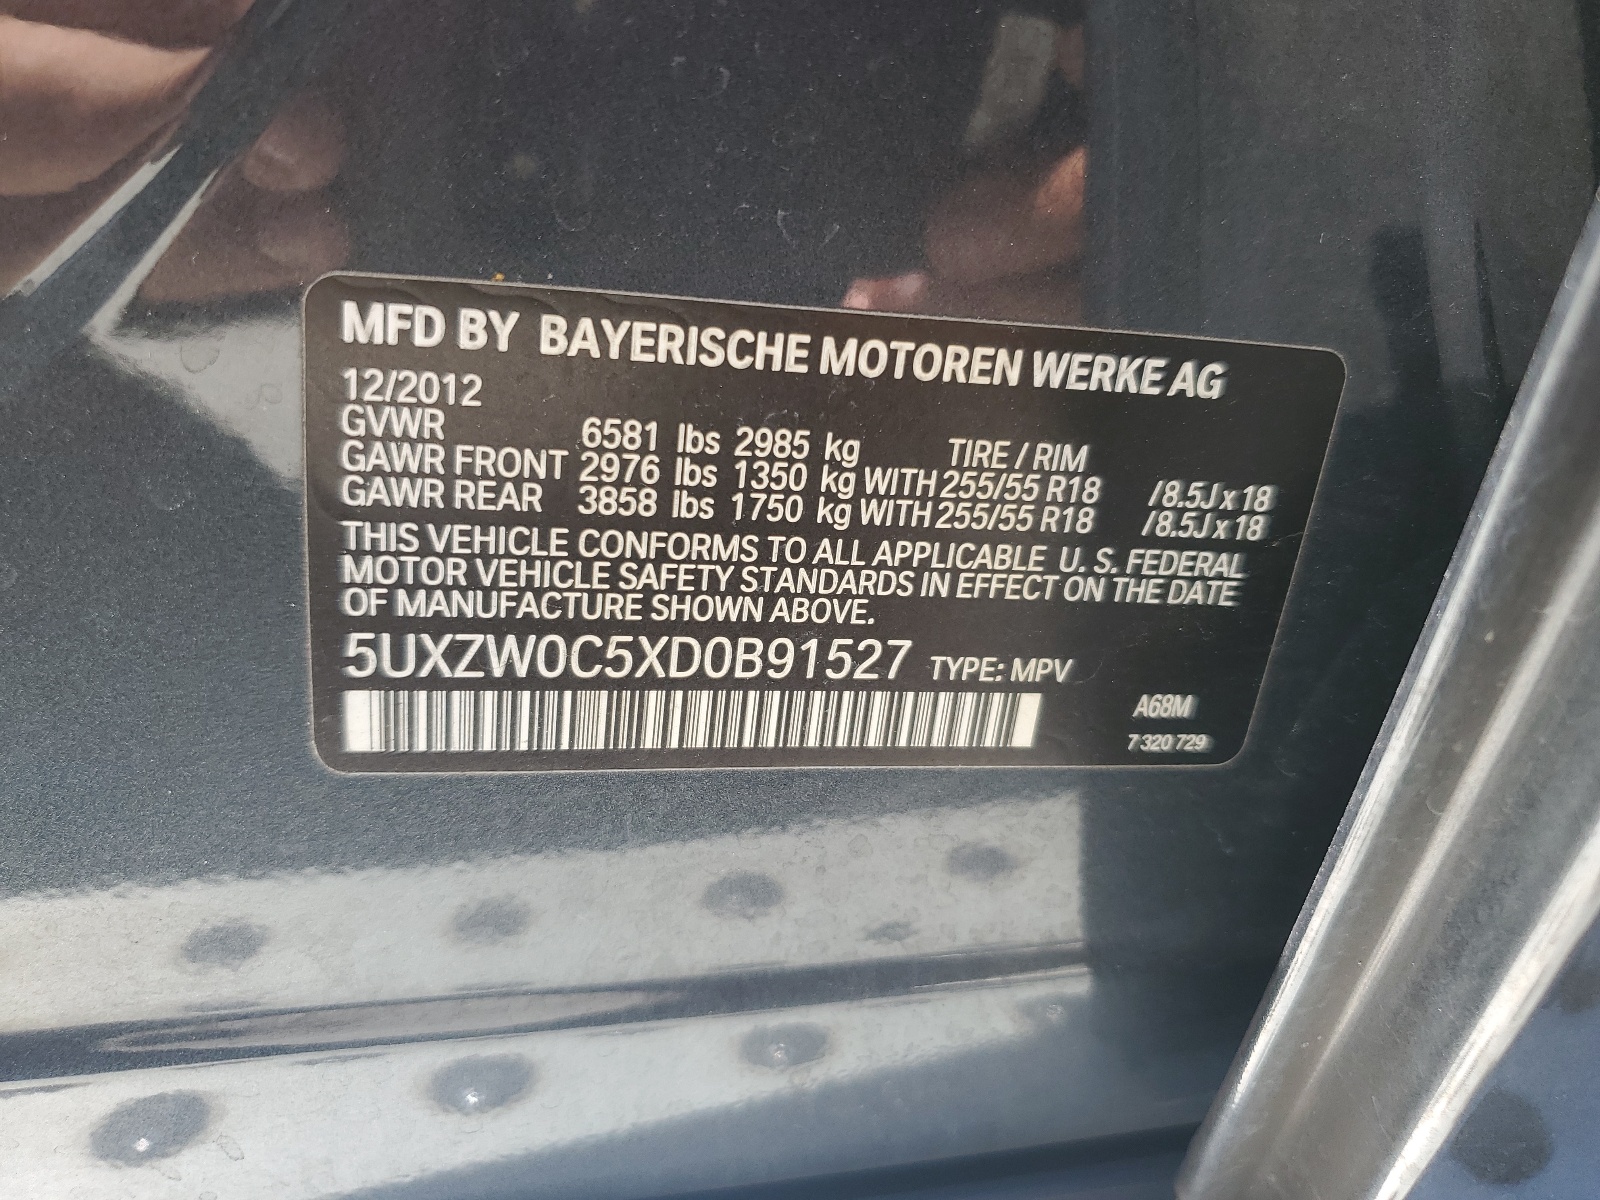 MFD BY BAYERISCHE MOTOREN WERKE AG
12/2012
GVWR 6581 lbs 2985 kg TIRE / RIM
GAWR FRONT 2976 lbs 1350 kg WITH 255/55 R18 /8.5J x 18
GAWR REAR 3858 lbs 1750 kg WITH 255/55 R18 /8.5J x 18
THIS VEHICLE CONFORMS TO ALL APPLICABLE U. S. FEDERAL
MOTOR VEHICLE SAFETY STANDARDS IN EFFECT ON THE DATE
OF MANUFACTURE SHOWN ABOVE.
5UXZW0C5XD0B91527 TYPE: MPV
A68M
7 320 729